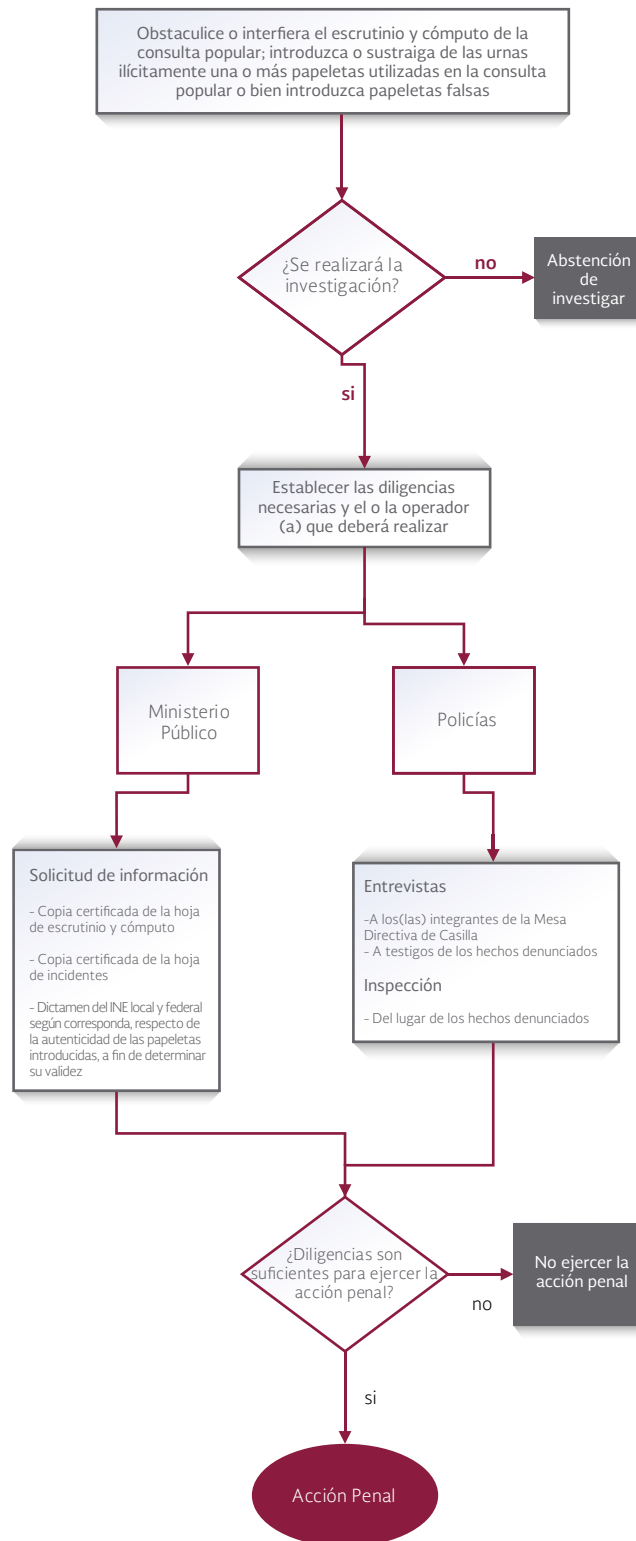 Obstaculice o interfiera el escrutinio y cómputo de la
consulta popular; introduzca o sustraiga de las urnas
ilícitamente una o más papeletas utilizadas en la consulta
popular o bien introduzca papeletas falsas
¿Se realizará la
investigación?
no
Abstención
de
investigar
si
Establecer las diligencias
necesarias y el o la operador
(a) que deberá realizar
Ministerio
Público
Policías
Solicitud de información
- Copia certificada de la hoja
de escrutinio y cómputo
- Copia certificada de la hoja
de incidentes
- Dictamen del INE local y federal
según corresponda, respecto de
la autenticidad de las papeletas
introducidas, a fin de determinar
su validez
Entrevistas
-A los(las) integrantes de la Mesa
Directiva de Casilla
- A testigos de los hechos denunciados
Inspección
- Del lugar de los hechos denunciados
¿Diligencias son
suficientes para ejercer la
acción penal?
no
No ejercer la
acción penal
si
Acción Penal